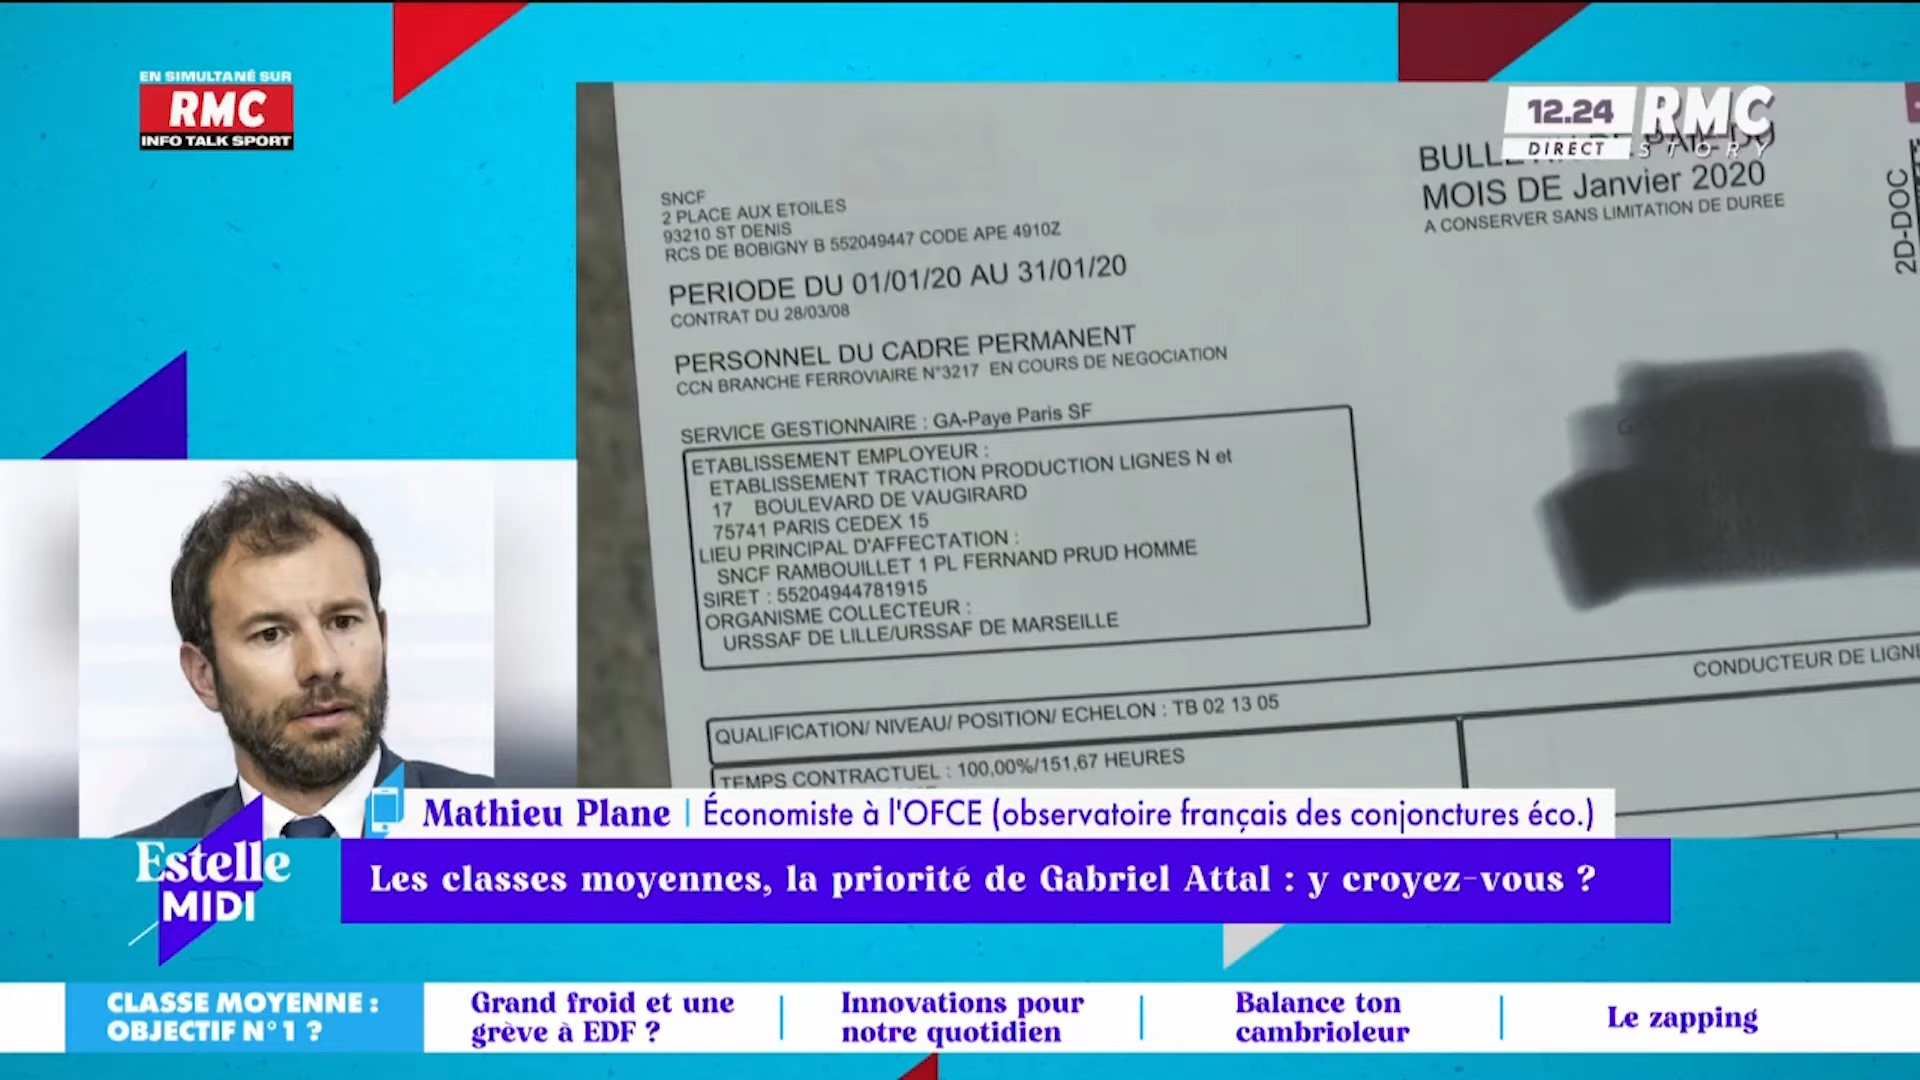 EN SIMULTANÉ SUR
RMC
INFO TALK SPORT
12.24
DIRECT
RMC
STORY
SNCF
2 PLACE AUX ETOILES
93210 ST DENIS
RCS DE BOBIGNY B 552049447 CODE APE 4910Z
PERIODE DU 01/01/20 AU 31/01/20
CONTRAT DU 28/03/08
PERSONNEL DU CADRE PERMANENT
CCN BRANCHE FERROVIAIRE N°3217 EN COURS DE NEGOCIATION
MOIS DE Janvier 2020
A CONSERVER SANS LIMITATION DE DUREE
2D-DOC
SERVICE GESTIONNAIRE : GA-Paye Paris SF
ETABLISSEMENT EMPLOYEUR :
ETABLISSEMENT TRACTION PRODUCTION LIGNES N et
17 BOULEVARD DE VAUGIRARD
75741 PARIS CEDEX 15
LIEU PRINCIPAL D'AFFECTATION :
SNCF RAMBOUILLET 1 PL FERNAND PRUD HOMME
SIRET : 55204944781915
ORGANISME COLLECTEUR :
URSSAF DE LILLE/URSSAF DE MARSEILLE
CONDUCTEUR DE LIGNE
QUALIFICATION/ NIVEAU/ POSITION/ ECHELON : TB 02 13 05
TEMPS CONTRACTUEL : 100,00%/151,67 HEURES
Mathieu Plane | Économiste à l'OFCE (observatoire français des conjonctures éco.)
Estelle
MIDI
Les classes moyennes, la priorité de Gabriel Attal : y croyez-vous ?
CLASSE MOYENNE :
OBJECTIF N°1 ?
Grand froid et une
grève à EDF ?
Innovations pour
notre quotidien
Balance ton
cambrioleur
Le zapping